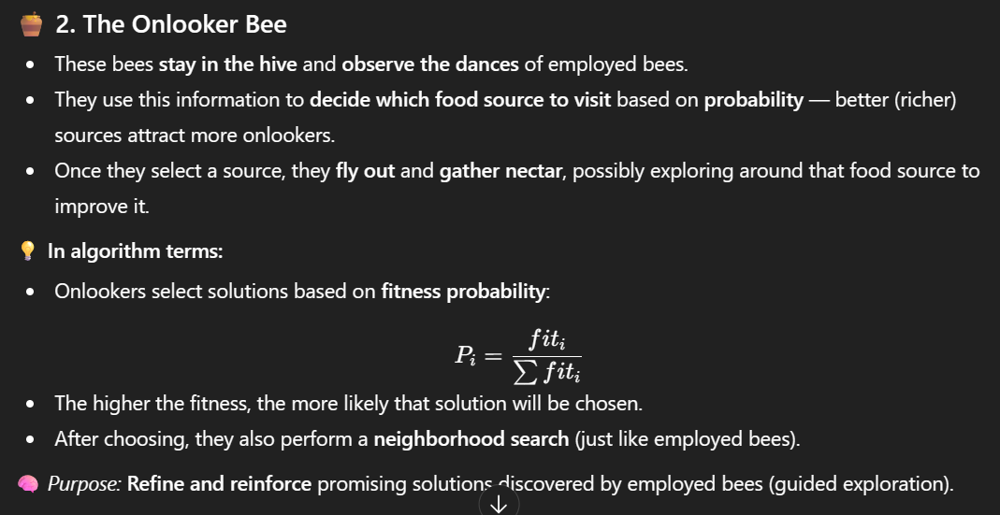 2. The Onlooker Bee
These bees stay in the hive and observe the dances of employed bees.
They use this information to decide which food source to visit based on probability — better (richer)
sources attract more onlookers.
Once they select a source, they fly out and gather nectar, possibly exploring around that food source to
improve it.
In algorithm terms:
Onlookers select solutions based on fitness probability:
P_i = fit_i / ∑ fit_i
The higher the fitness, the more likely that solution will be chosen.
After choosing, they also perform a neighborhood search (just like employed bees).
Purpose: Refine and reinforce promising solutions discovered by employed bees (guided exploration).